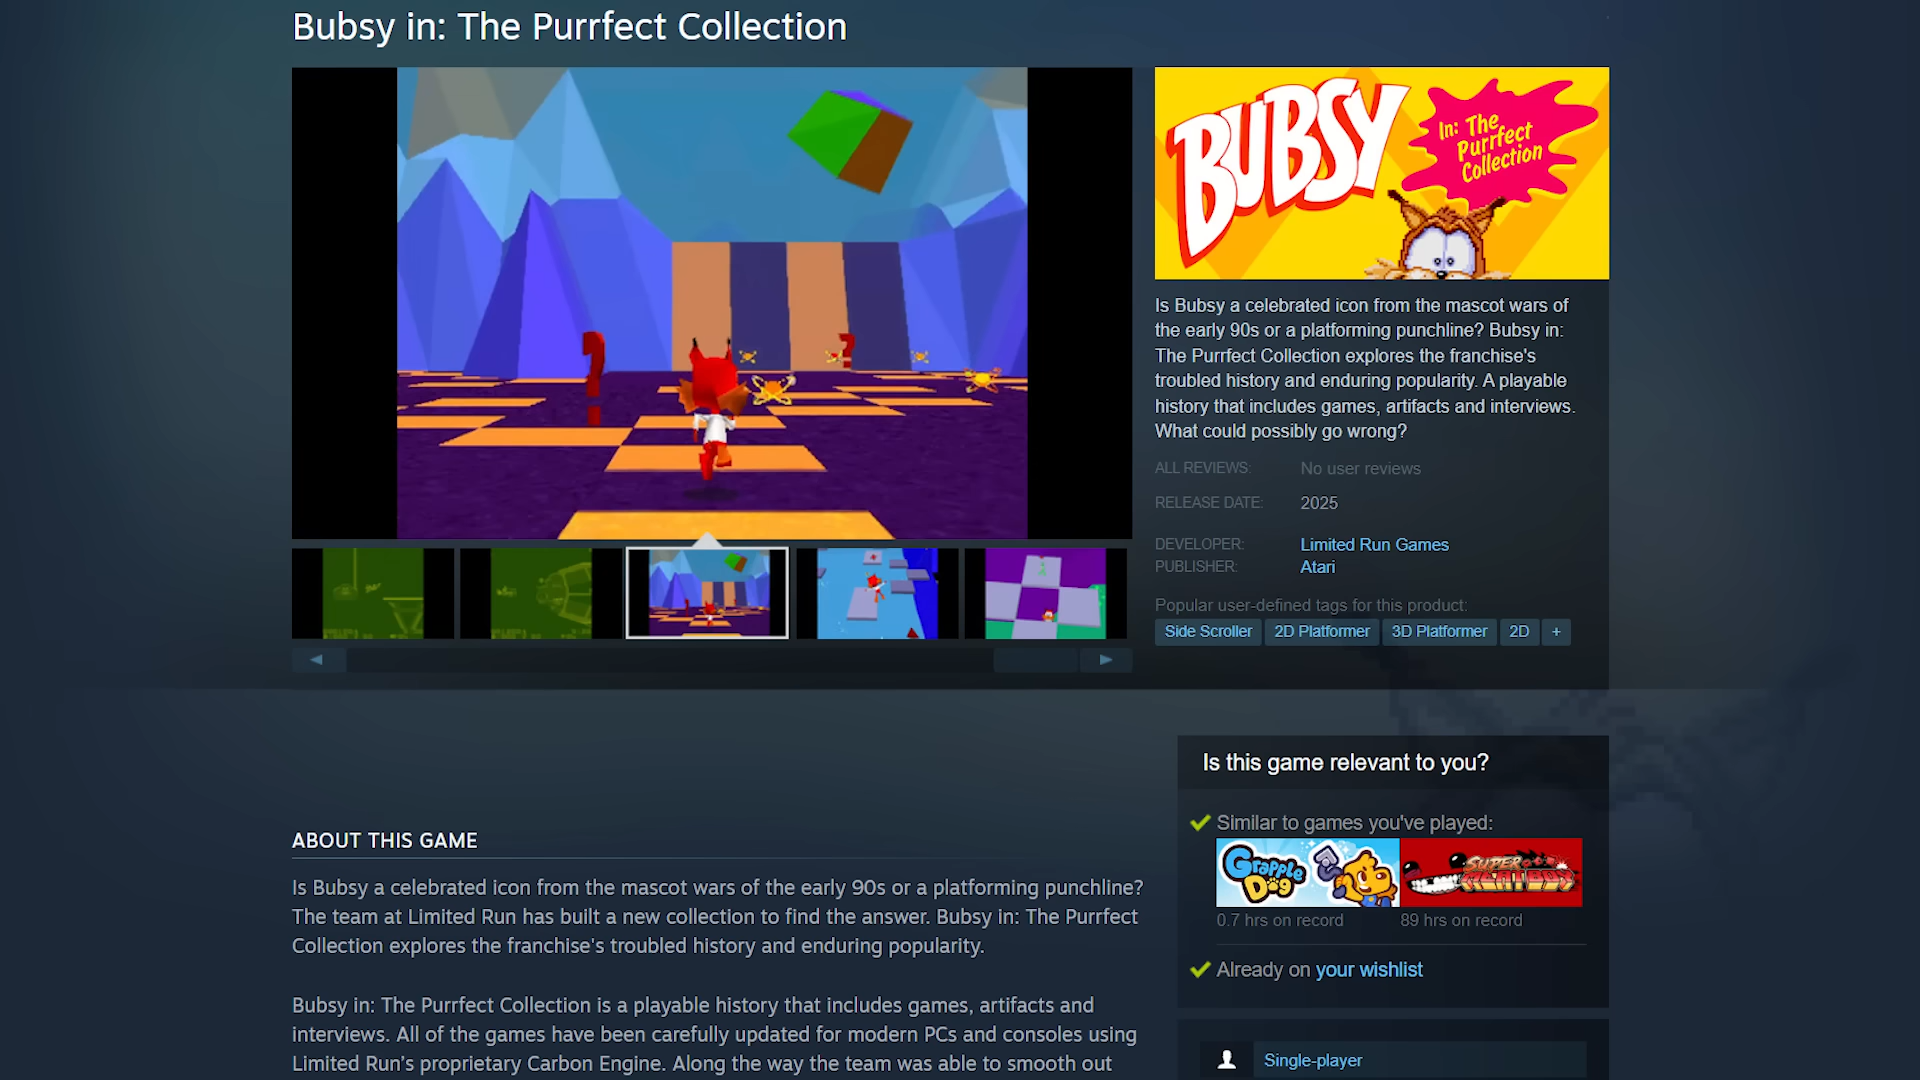 Bubsy in: The Purrfect Collection
BUBSY
In: The
Purrfect
Collection
Is Bubsy a celebrated icon from the mascot wars of
the early 90s or a platforming punchline? Bubsy in:
The Purrfect Collection explores the franchise's
troubled history and enduring popularity. A playable
history that includes games, artifacts and interviews.
What could possibly go wrong?
ALL REVIEWS: No user reviews
RELEASE DATE: 2025
DEVELOPER: Limited Run Games
PUBLISHER: Atari
Popular user-defined tags for this product:
Side Scroller 2D Platformer 3D Platformer 2D +
Is this game relevant to you?
Similar to games you've played:
Grapple Dog
SUPER MEATBOY
0.7 hrs on record 89 hrs on record
Already on your wishlist
Single-player
ABOUT THIS GAME
Is Bubsy a celebrated icon from the mascot wars of the early 90s or a platforming punchline?
The team at Limited Run has built a new collection to find the answer. Bubsy in: The Purrfect
Collection explores the franchise's troubled history and enduring popularity.
Bubsy in: The Purrfect Collection is a playable history that includes games, artifacts and
interviews. All of the games have been carefully updated for modern PCs and consoles using
Limited Run's proprietary Carbon Engine. Along the way the team was able to smooth out